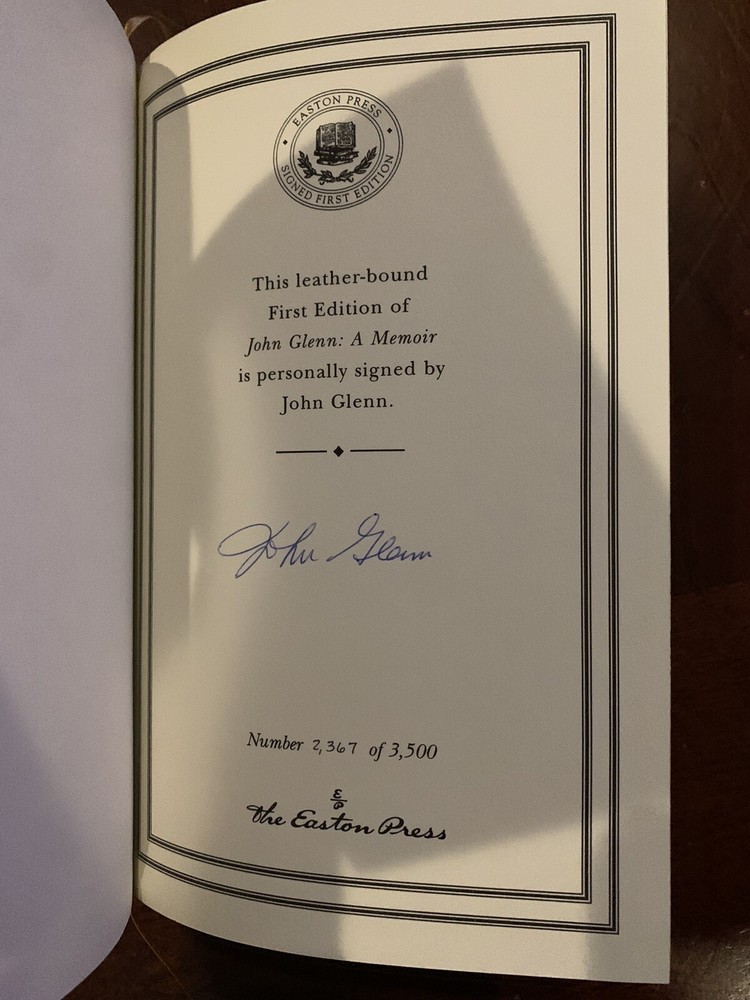 EASTON PRESS
SIGNED FIRST EDITION
This leather-bound
First Edition of
John Glenn: A Memoir
is personally signed by
John Glenn.
John Glenn
Number 2,367 of 3,500
E
P
the Easton Press